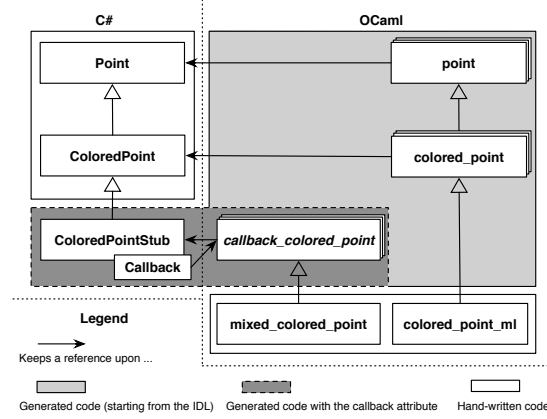 C#
OCaml
Point
point
ColoredPoint
colored_point
ColoredPointStub
callback_colored_point
Callback
mixed_colored_point
colored_point_ml
Legend
Keeps a reference upon ...
Generated code (starting from the IDL)
Generated code with the callback attribute
Hand-written code